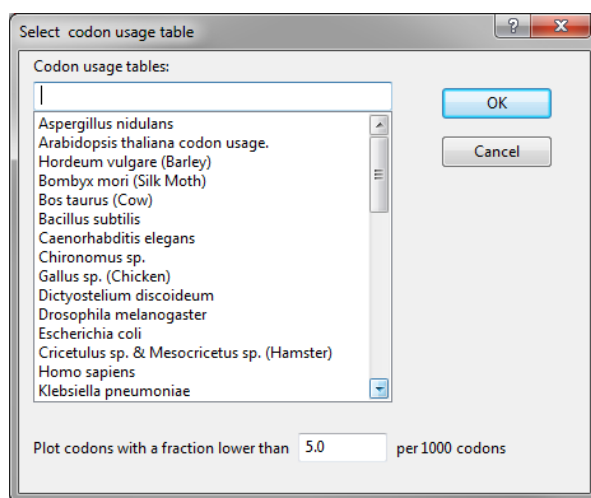 Select codon usage table
?
X
Codon usage tables:
OK
Aspergillus nidulans
Arabidopsis thaliana codon usage.
Cancel
Hordeum vulgare (Barley)
Bombyx mori (Silk Moth)
Bos taurus (Cow)
Bacillus subtilis
Caenorhabditis elegans
Chironomus sp.
Gallus sp. (Chicken)
Dictyostelium discoideum
Drosophila melanogaster
Escherichia coli
Cricetulus sp. & Mesocricetus sp. (Hamster)
Homo sapiens
Klebsiella pneumoniae
Plot codons with a fraction lower than 5.0 per 1000 codons